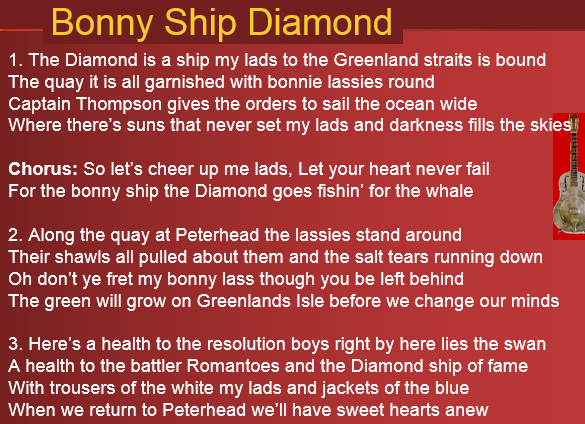 Bonny Ship Diamond
1. The Diamond is a ship my lads to the Greenland straits is bound
The quay it is all garnished with bonnie lassies round
Captain Thompson gives the orders to sail the ocean wide
Where there's suns that never set my lads and darkness fills the skies
Chorus: So let's cheer up me lads, Let your heart never fail
For the bonny ship the Diamond goes fishin' for the whale
2. Along the quay at Peterhead the lassies stand around
Their shawls all pulled about them and the salt tears running down
Oh don't ye fret my bonny lass though you be left behind
The green will grow on Greenlands Isle before we change our minds
3. Here's a health to the resolution boys right by here lies the swan
A health to the battler Romantoes and the Diamond ship of fame
With trousers of the white my lads and jackets of the blue
When we return to Peterhead we'll have sweet hearts anew